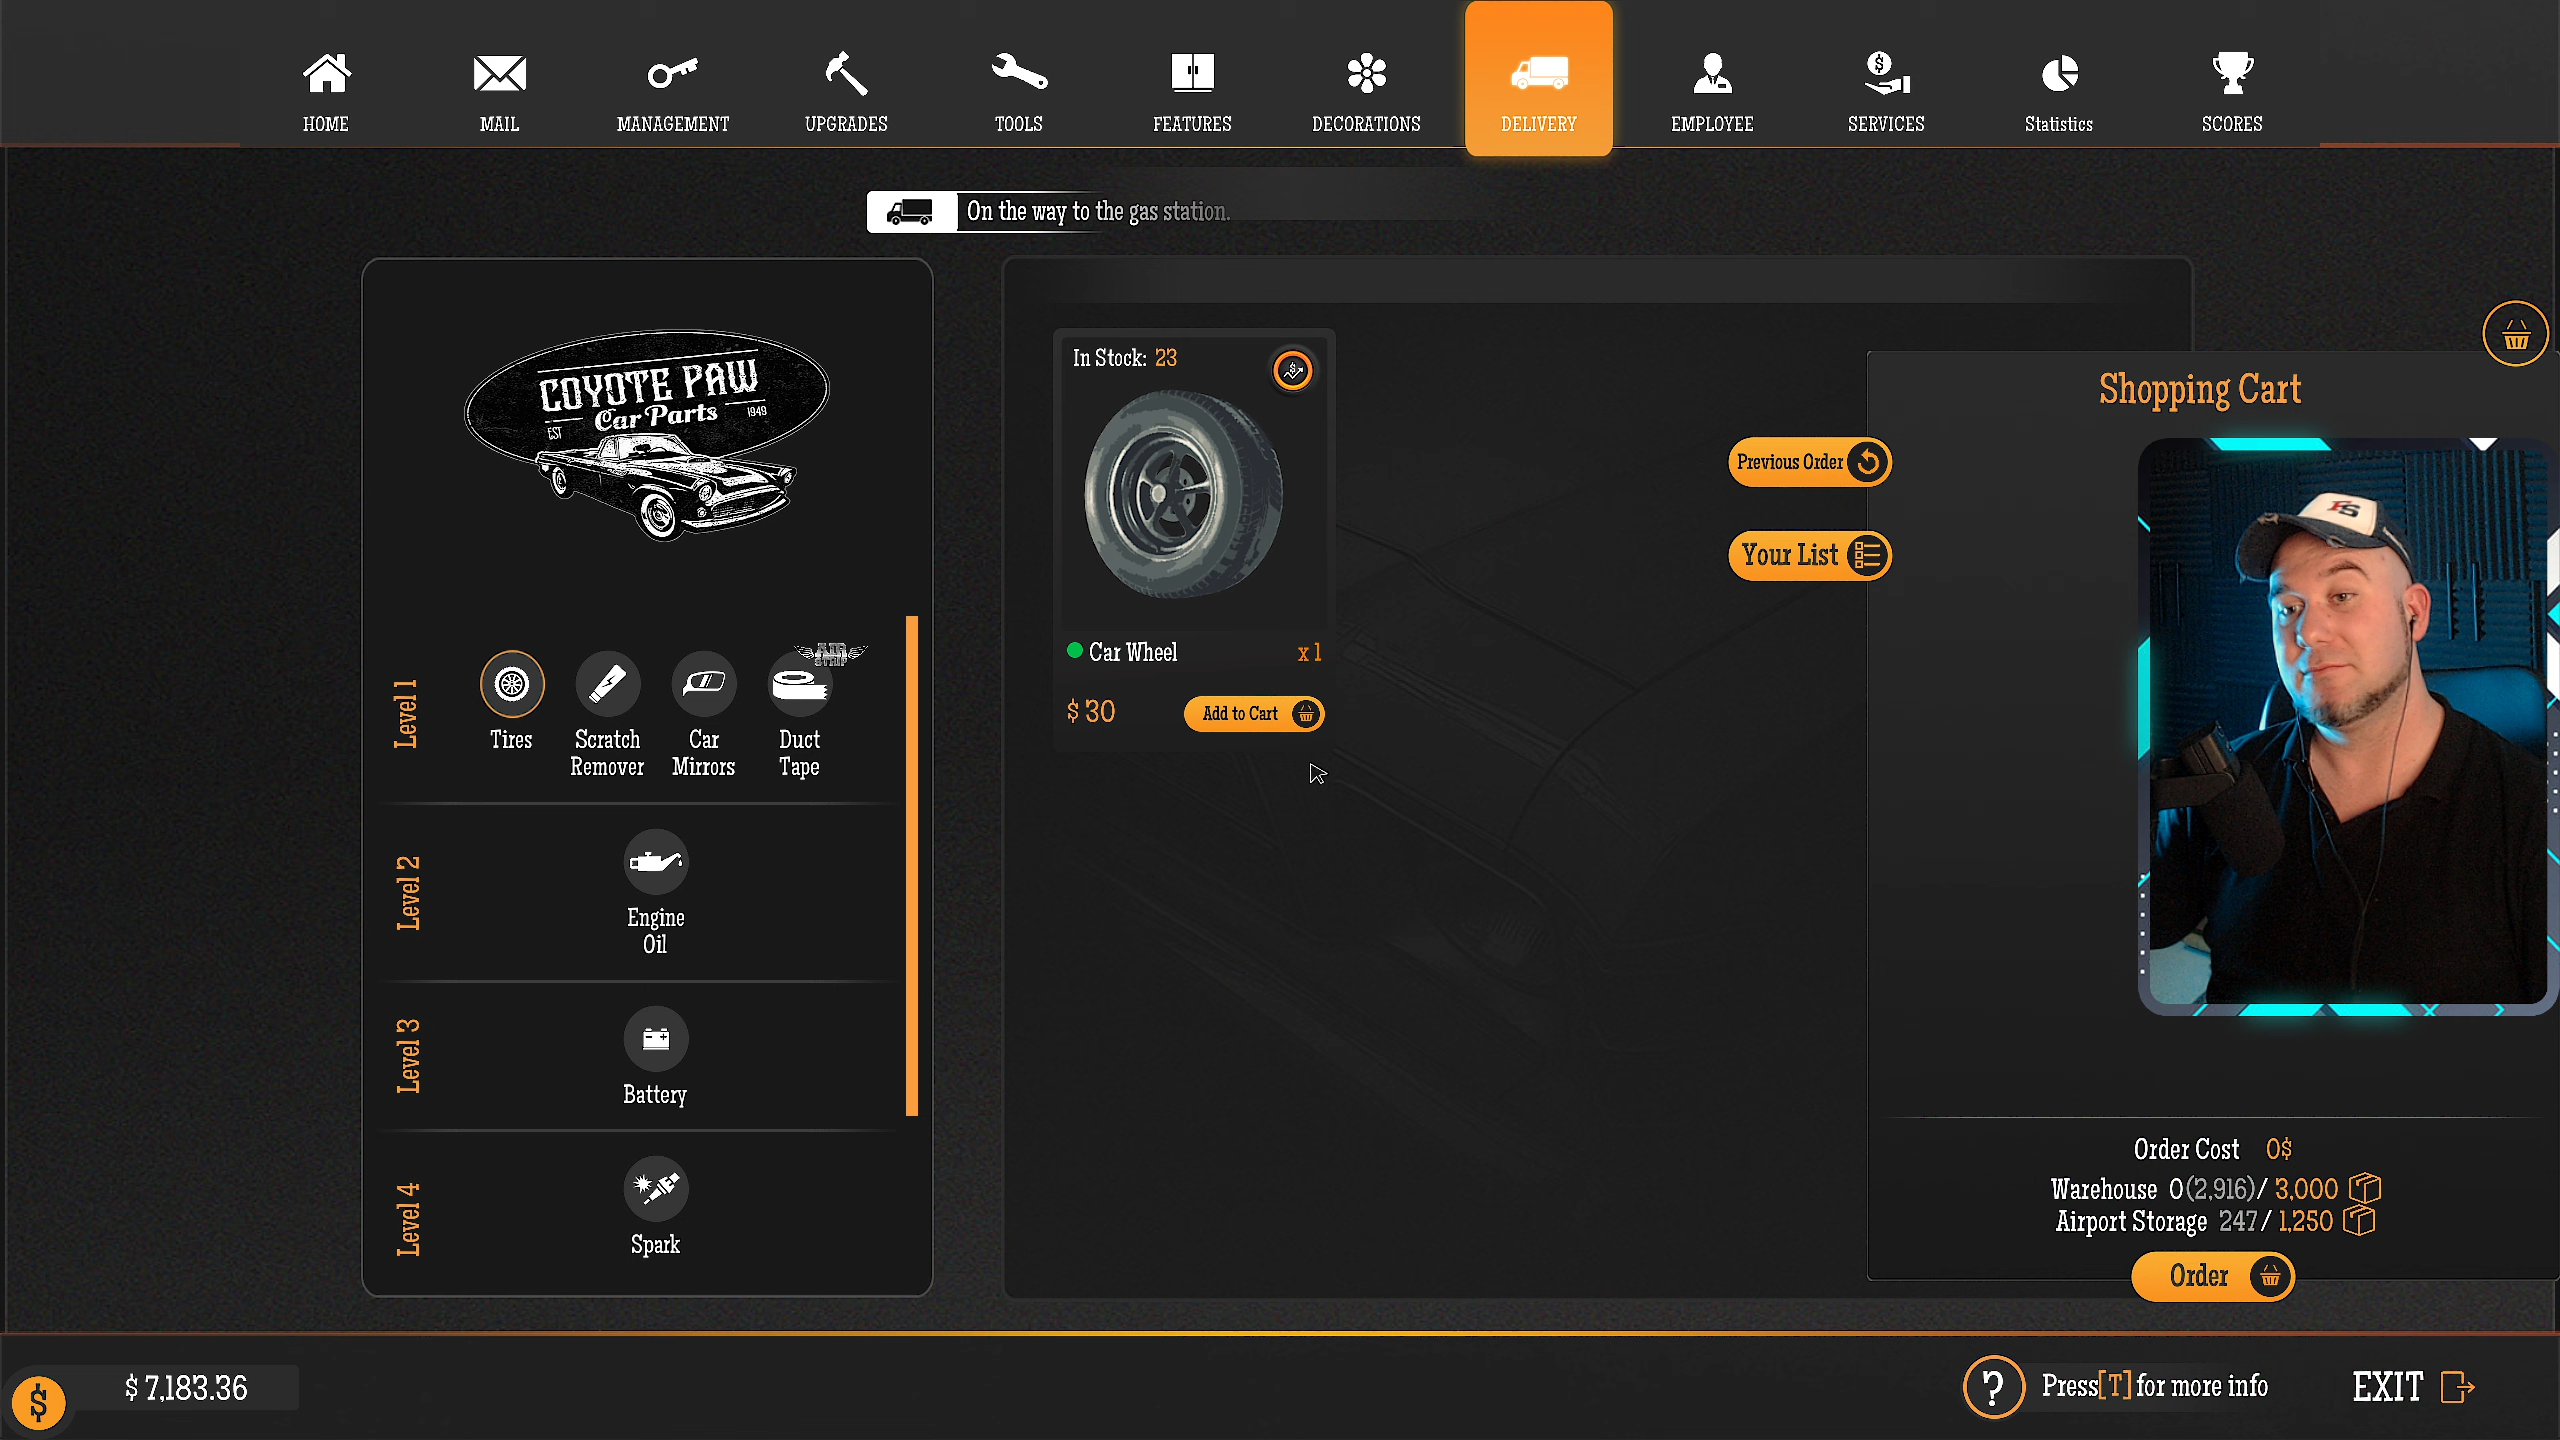 HOME
MAIL
MANAGEMENT
UPGRADES
TOOLS
FEATURES
DECORATIONS
DELIVERY
EMPLOYEE
SERVICES
Statistics
SCORES
On the way to the gas station.
COYOTE PAW
Car Parts
EST
1949
Level 1
Tires
Scratch
Remover
Car
Mirrors
AIR
STRIP
Duct
Tape
Level 2
Engine
Oil
Level 3
Battery
Level 4
Spark
In Stock: 23
Car Wheel x 1
$ 30
Add to Cart
Previous Order
Your List
Shopping Cart
FS
Order Cost 0$
Warehouse 0(2,916)/ 3,000
Airport Storage 247/ 1,250
Order
$ 7,183.36
? Press[T]for more info
EXIT